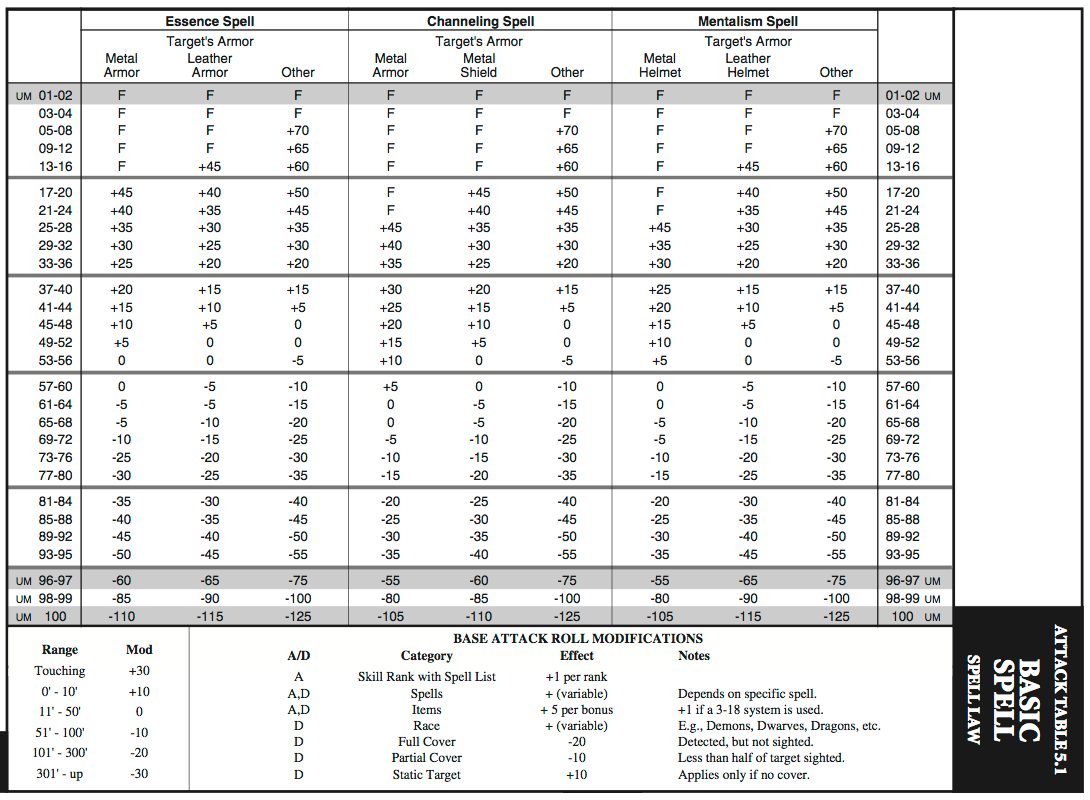 Essence Spell Channeling Spell Mentalism Spell
Target's Armor Target's Armor Target's Armor
Metal Leather Metal Metal Metal Leather
Armor Armor Other Armor Shield Other Helmet Helmet Other
UM 01-02 F F F F F F F F F 01-02 UM
03-04 F F F F F F F F F 03-04
05-08 F F +70 F F +70 F F +70 05-08
09-12 F F +65 F F +65 F F +65 09-12
13-16 F +45 +60 F F +60 F +45 +60 13-16
17-20 +45 +40 +50 F +45 +50 F +40 +50 17-20
21-24 +40 +35 +45 F +40 +45 F +35 +45 21-24
25-28 +35 +30 +35 +45 +35 +35 +45 +30 +35 25-28
29-32 +30 +25 +30 +40 +30 +30 +35 +25 +30 29-32
33-36 +25 +20 +20 +35 +25 +20 +30 +20 +20 33-36
37-40 +20 +15 +15 +30 +20 +15 +25 +15 +15 37-40
41-44 +15 +10 +5 +25 +15 +5 +20 +10 +5 41-44
45-48 +10 +5 0 +20 +10 0 +15 +5 0 45-48
49-52 +5 0 0 +15 +5 0 +10 0 0 49-52
53-56 0 0 -5 +10 0 -5 +5 0 -5 53-56
57-60 0 -5 -10 +5 0 -10 0 -5 -10 57-60
61-64 -5 -5 -15 0 -5 -15 0 -5 -15 61-64
65-68 -5 -10 -20 0 -5 -20 -5 -10 -20 65-68
69-72 -10 -15 -25 -5 -10 -25 -5 -15 -25 69-72
73-76 -25 -20 -30 -10 -15 -30 -10 -20 -30 73-76
77-80 -30 -25 -35 -15 -20 -35 -15 -25 -35 77-80
81-84 -35 -30 -40 -20 -25 -40 -20 -30 -40 81-84
85-88 -40 -35 -45 -25 -30 -45 -25 -35 -45 85-88
89-92 -45 -40 -50 -30 -35 -50 -30 -40 -50 89-92
93-95 -50 -45 -55 -35 -40 -55 -35 -45 -55 93-95
UM 96-97 -60 -65 -75 -55 -60 -75 -55 -65 -75 96-97 UM
UM 98-99 -85 -90 -100 -80 -85 -100 -80 -90 -100 98-99 UM
UM 100 -110 -115 -125 -105 -110 -125 -105 -115 -125 100 UM
Range Mod
Touching +30
0' - 10' +10
11' - 50' 0
51' - 100' -10
101' - 300' -20
301' - up -30
BASE ATTACK ROLL MODIFICATIONS
A/D Category Effect Notes
A Skill Rank with Spell List +1 per rank
A,D Spells + (variable) Depends on specific spell.
A,D Items + 5 per bonus +1 if a 3-18 system is used.
D Race + (variable) E.g., Demons, Dwarves, Dragons, etc.
D Full Cover -20 Detected, but not sighted.
D Partial Cover -10 Less than half of target sighted.
D Static Target +10 Applies only if no cover.
ATTACK TABLE 5.1
BASIC
SPELL
SPELL LAW